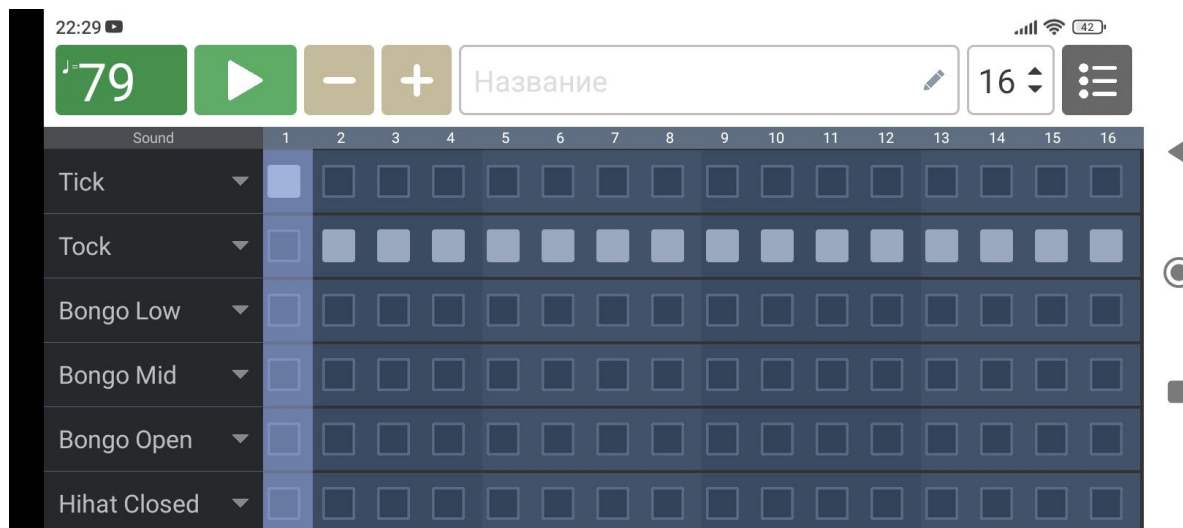 22:29
42
♩=79
Название
16
Sound 1 2 3 4 5 6 7 8 9 10 11 12 13 14 15 16
Tick
Tock
Bongo Low
Bongo Mid
Bongo Open
Hihat Closed